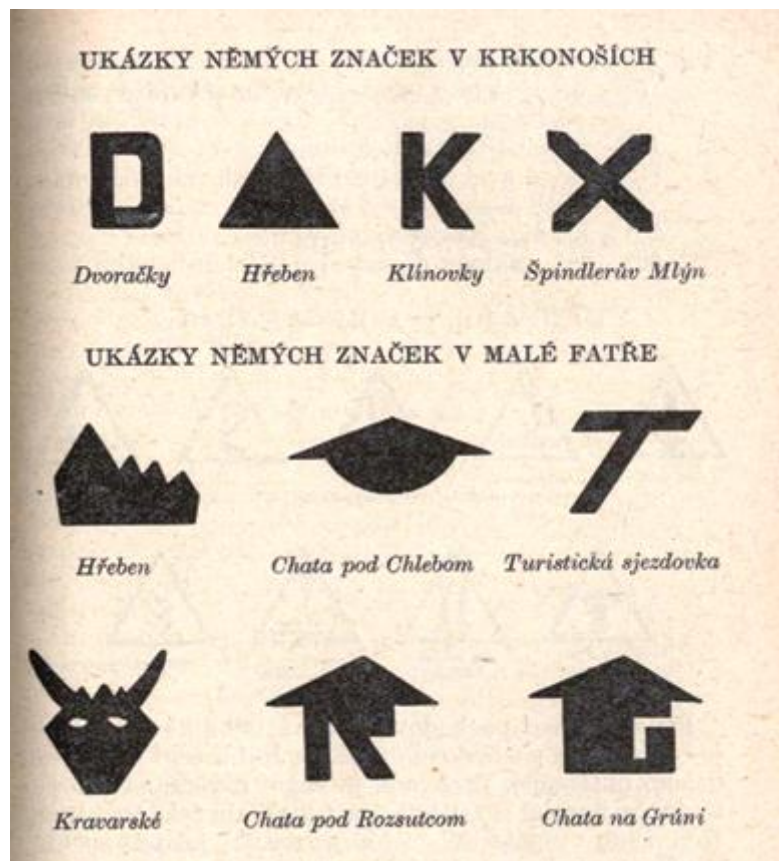 UKÁZKY NĚMÝCH ZNAČEK V KRKONOŠÍCH
D K
Dvoračky Hřeben Klínovky Špindlerův Mlýn
UKÁZKY NĚMÝCH ZNAČEK V MALÉ FATŘE
T
Hřeben Chata pod Chlebom Turistická sjezdovka
R G
Kravarské Chata pod Rozsutcom Chata na Grúni